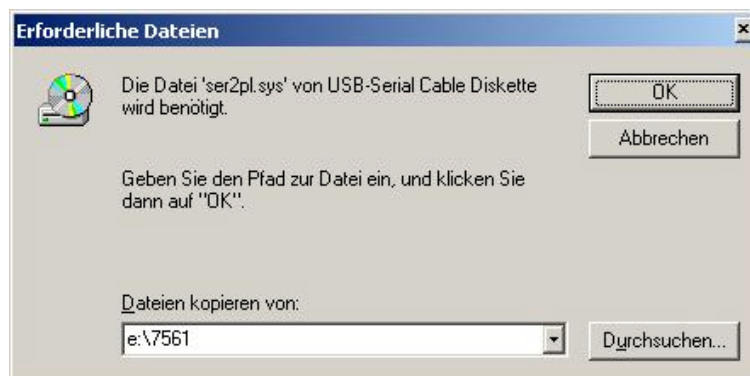 Erforderliche Dateien
Die Datei 'ser2pl.sys' von USB-Serial Cable Diskette
wird benötigt.
OK
Abbrechen
Geben Sie den Pfad zur Datei ein, und klicken Sie
dann auf "OK".
Dateien kopieren von:
e:\7561
Durchsuchen...